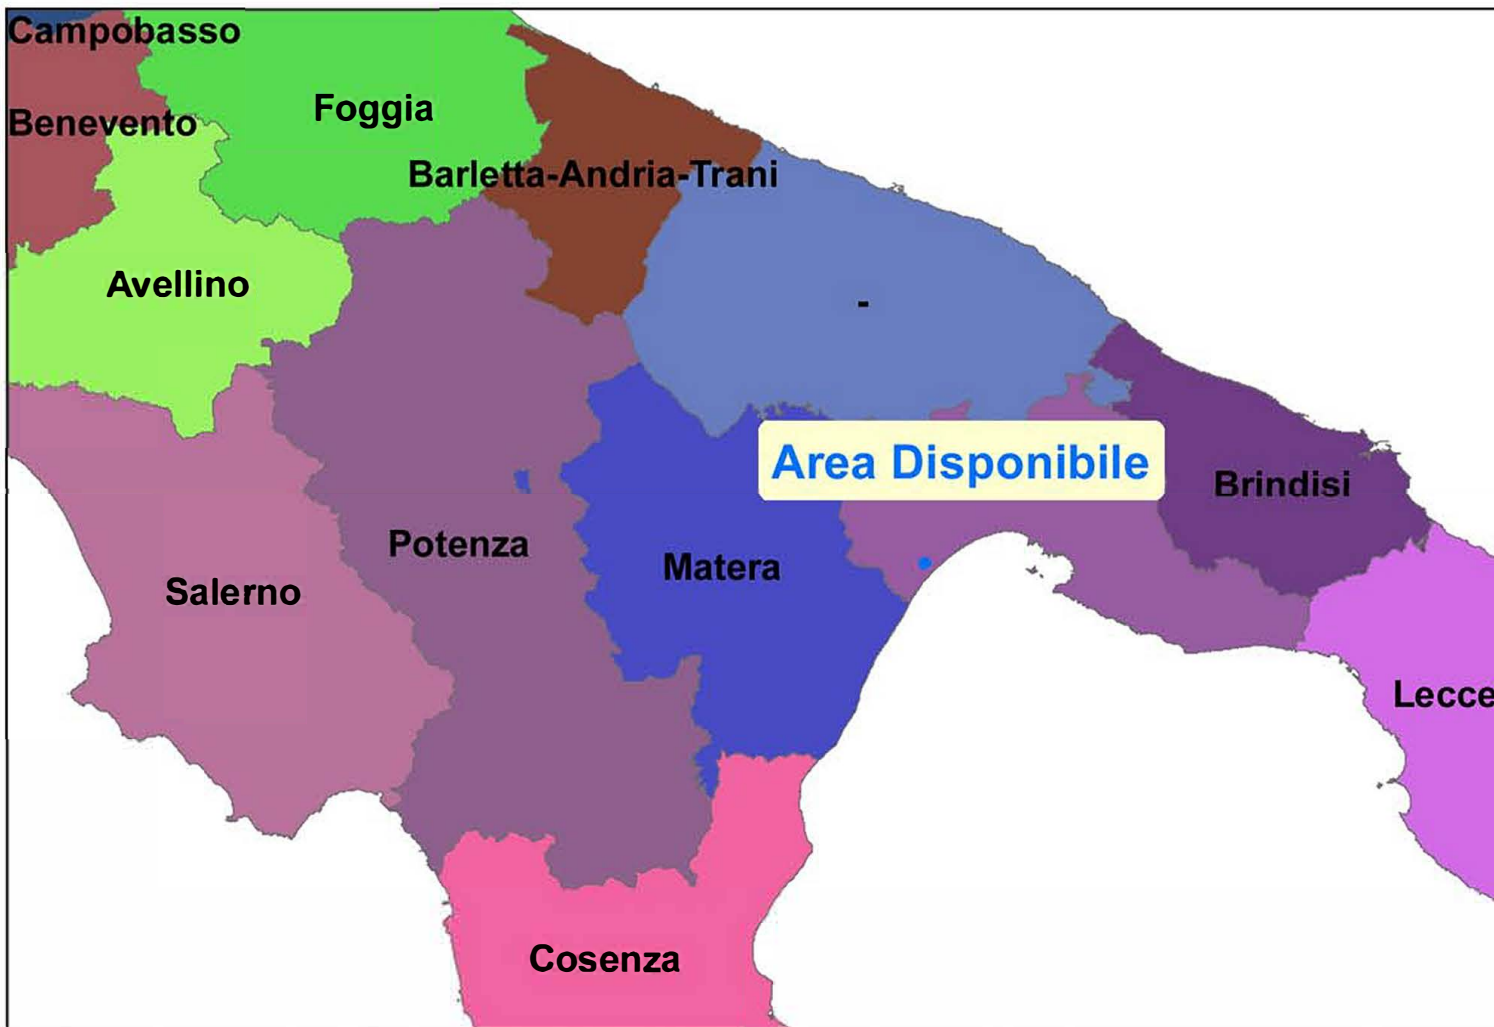 Campobasso
Foggia
Benevento
Barletta-Andria-Trani
Avellino
-
Area Disponibile
Brindisi
Potenza
Matera
Salerno
Lecce
Cosenza